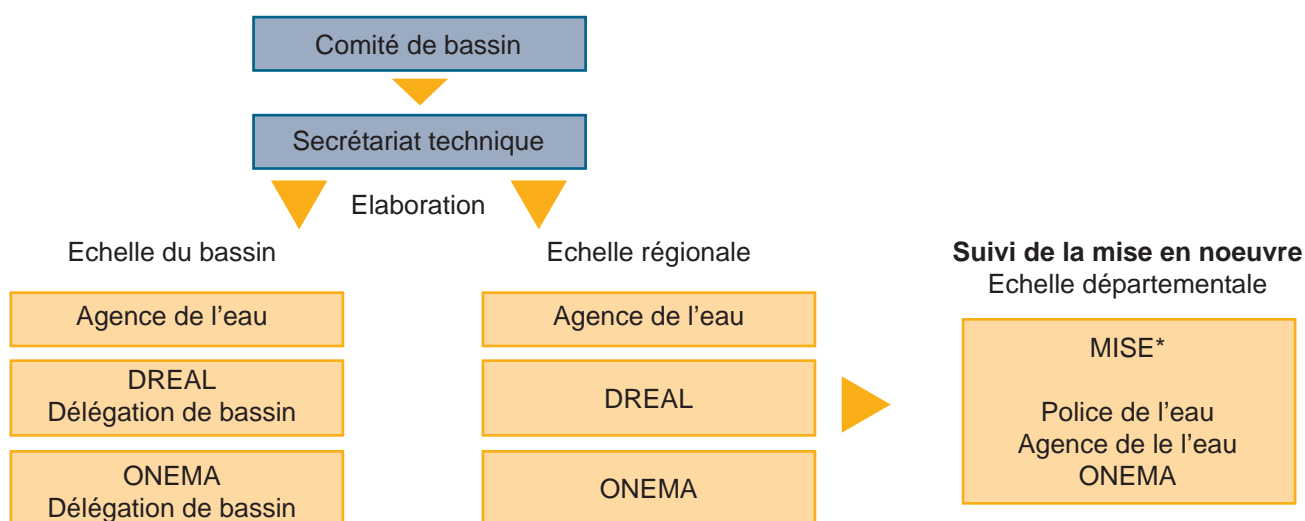 Comité de bassin
Secrétariat technique
Elaboration
Echelle du bassin
Agence de l’eau
DREAL
Délégation de bassin
ONEMA
Délégation de bassin
Echelle régionale
Agence de l’eau
DREAL
ONEMA
Suivi de la mise en noeuvre
Echelle départementale
MISE*
Police de l’eau
Agence de le l’eau
ONEMA